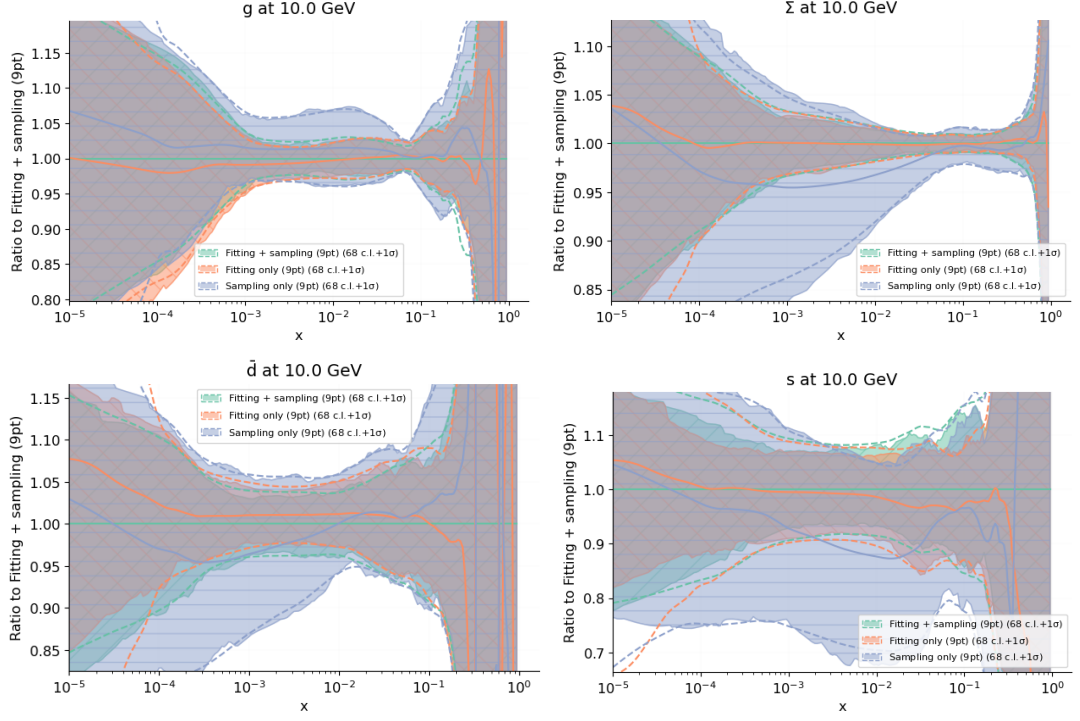 g at 10.0 GeV
Ratio to Fitting + sampling (9pt)
1.15
1.10
1.05
1.00
0.95
0.90
0.85
0.80
Fitting + sampling (9pt) (68 c.l.+1σ)
Fitting only (9pt) (68 c.l.+1σ)
Sampling only (9pt) (68 c.l.+1σ)
10⁻⁵ 10⁻⁴ 10⁻³ 10⁻² 10⁻¹ 10⁰
x
Σ at 10.0 GeV
Ratio to Fitting + sampling (9pt)
1.10
1.05
1.00
0.95
0.90
0.85
Fitting + sampling (9pt) (68 c.l.+1σ)
Fitting only (9pt) (68 c.l.+1σ)
Sampling only (9pt) (68 c.l.+1σ)
10⁻⁵ 10⁻⁴ 10⁻³ 10⁻² 10⁻¹ 10⁰
x
d̄ at 10.0 GeV
Ratio to Fitting + sampling (9pt)
1.15
1.10
1.05
1.00
0.95
0.90
0.85
Fitting + sampling (9pt) (68 c.l.+1σ)
Fitting only (9pt) (68 c.l.+1σ)
Sampling only (9pt) (68 c.l.+1σ)
10⁻⁵ 10⁻⁴ 10⁻³ 10⁻² 10⁻¹ 10⁰
x
s at 10.0 GeV
Ratio to Fitting + sampling (9pt)
1.1
1.0
0.9
0.8
0.7
Fitting + sampling (9pt) (68 c.l.+1σ)
Fitting only (9pt) (68 c.l.+1σ)
Sampling only (9pt) (68 c.l.+1σ)
10⁻⁵ 10⁻⁴ 10⁻³ 10⁻² 10⁻¹ 10⁰
x